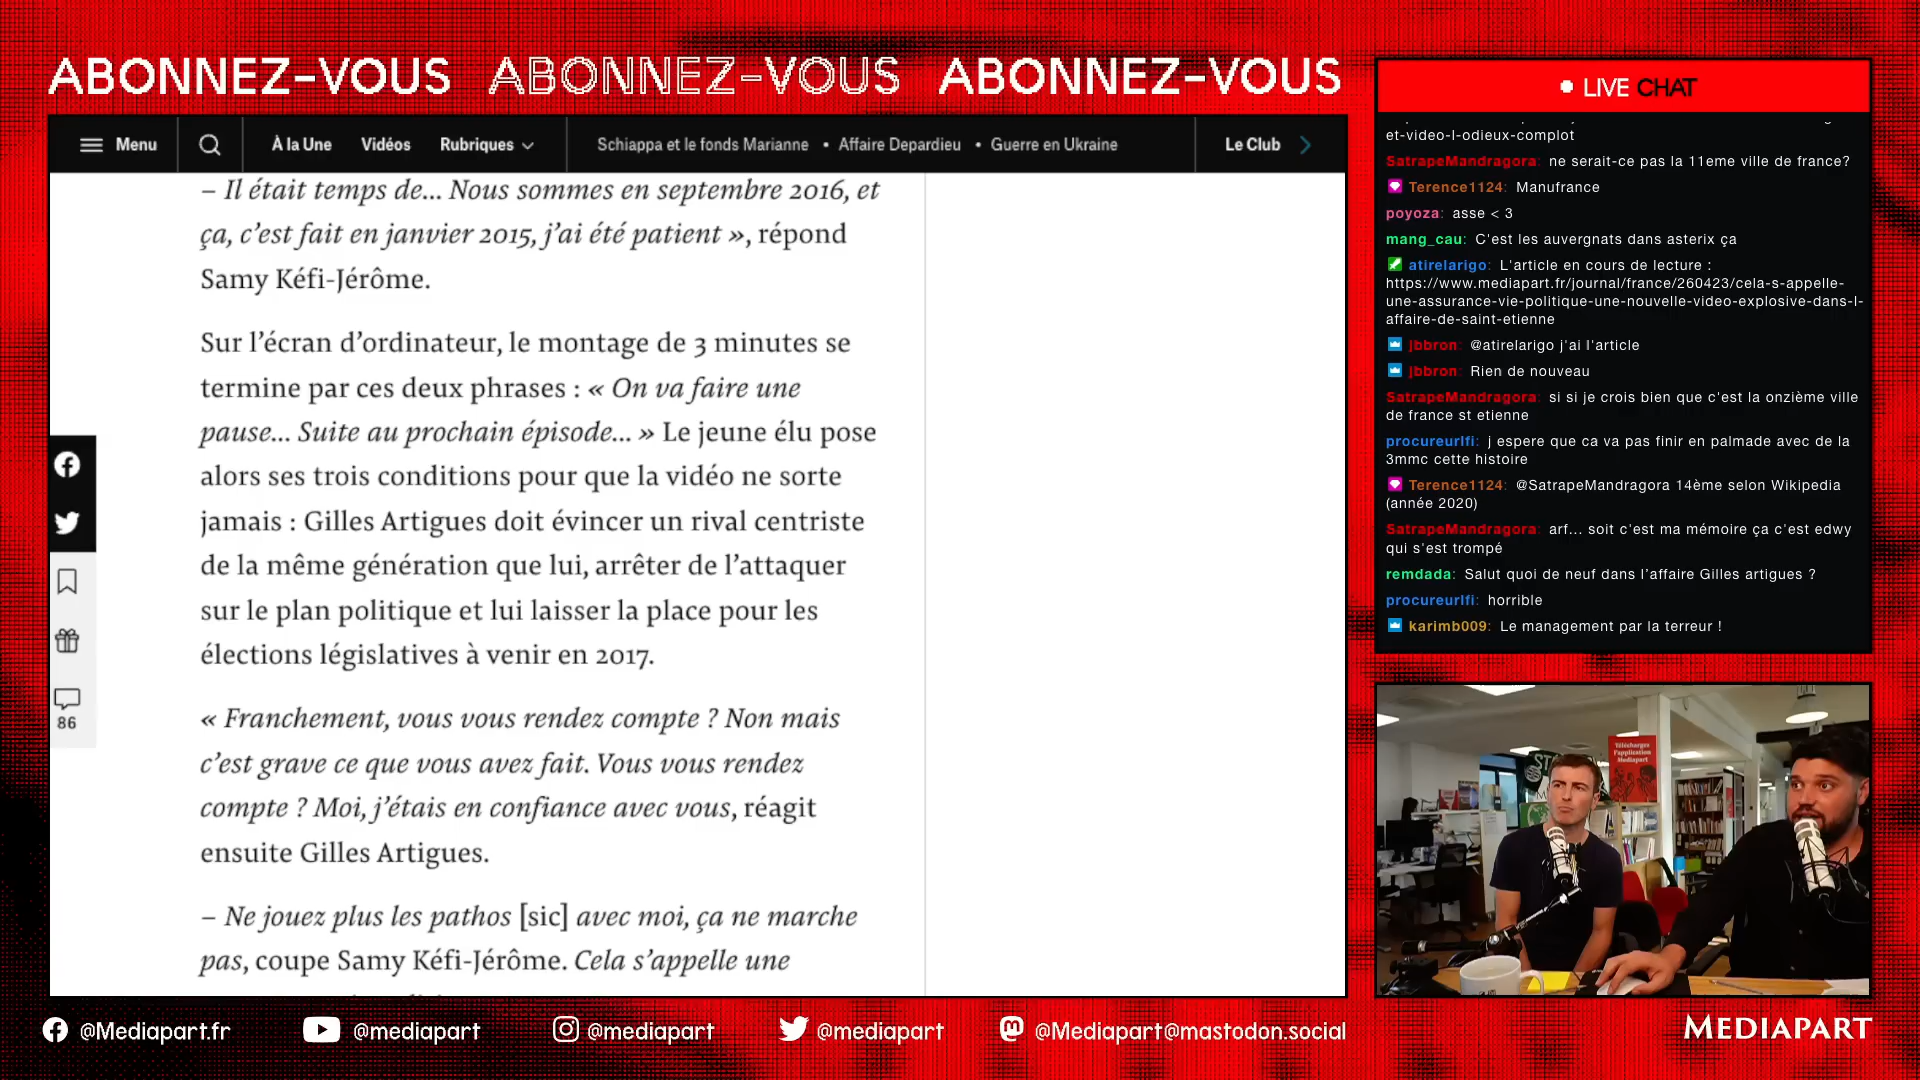 ABONNEZ-VOUS ABONNEZ-VOUS ABONNEZ-VOUS
Menu
À la Une Vidéos Rubriques
Schiappa et le fonds Marianne • Affaire Depardieu • Guerre en Ukraine
Le Club
– Il était temps de... Nous sommes en septembre 2016, et
ça, c’est fait en janvier 2015, j’ai été patient », répond
Samy Kéfi-Jérôme.
Sur l’écran d’ordinateur, le montage de 3 minutes se
termine par ces deux phrases : « On va faire une
pause... Suite au prochain épisode... » Le jeune élu pose
alors ses trois conditions pour que la vidéo ne sorte
jamais : Gilles Artigues doit évincer un rival centriste
de la même génération que lui, arrêter de l’attaquer
sur le plan politique et lui laisser la place pour les
élections législatives à venir en 2017.
« Franchement, vous vous rendez compte ? Non mais
c’est grave ce que vous avez fait. Vous vous rendez
compte ? Moi, j’étais en confiance avec vous, réagit
ensuite Gilles Artigues.
– Ne jouez plus les pathos [sic] avec moi, ça ne marche
pas, coupe Samy Kéfi-Jérôme. Cela s’appelle une
86
LIVE CHAT
et-video-l-odieux-complot
SatrapeMandragora: ne serait-ce pas la 11eme ville de france?
Terence1124: Manufrance
poyoza: asse < 3
mang_cau: C'est les auvergnats dans asterix ça
atirelarigo: L'article en cours de lecture :
https://www.mediapart.fr/journal/france/260423/cela-s-appelle-
une-assurance-vie-politique-une-nouvelle-video-explosive-dans-l-
affaire-de-saint-etienne
jbbron: @atirelarigo j'ai l'article
jbbron: Rien de nouveau
SatrapeMandragora: si si je crois bien que c'est la onzième ville
de france st etienne
procureurlfi: j espere que ca va pas finir en palmade avec de la
3mmc cette histoire
Terence1124: @SatrapeMandragora 14ème selon Wikipedia
(année 2020)
SatrapeMandragora: arf... soit c'est ma mémoire ça c'est edwy
qui s'est trompé
remdada: Salut quoi de neuf dans l'affaire Gilles artigues ?
procureurlfi: horrible
karimb009: Le management par la terreur !
Téléchargez
l'application
Mediapart
@Mediapart.fr
@mediapart
@mediapart
@mediapart
@Mediapart@mastodon.social
MEDIAPART